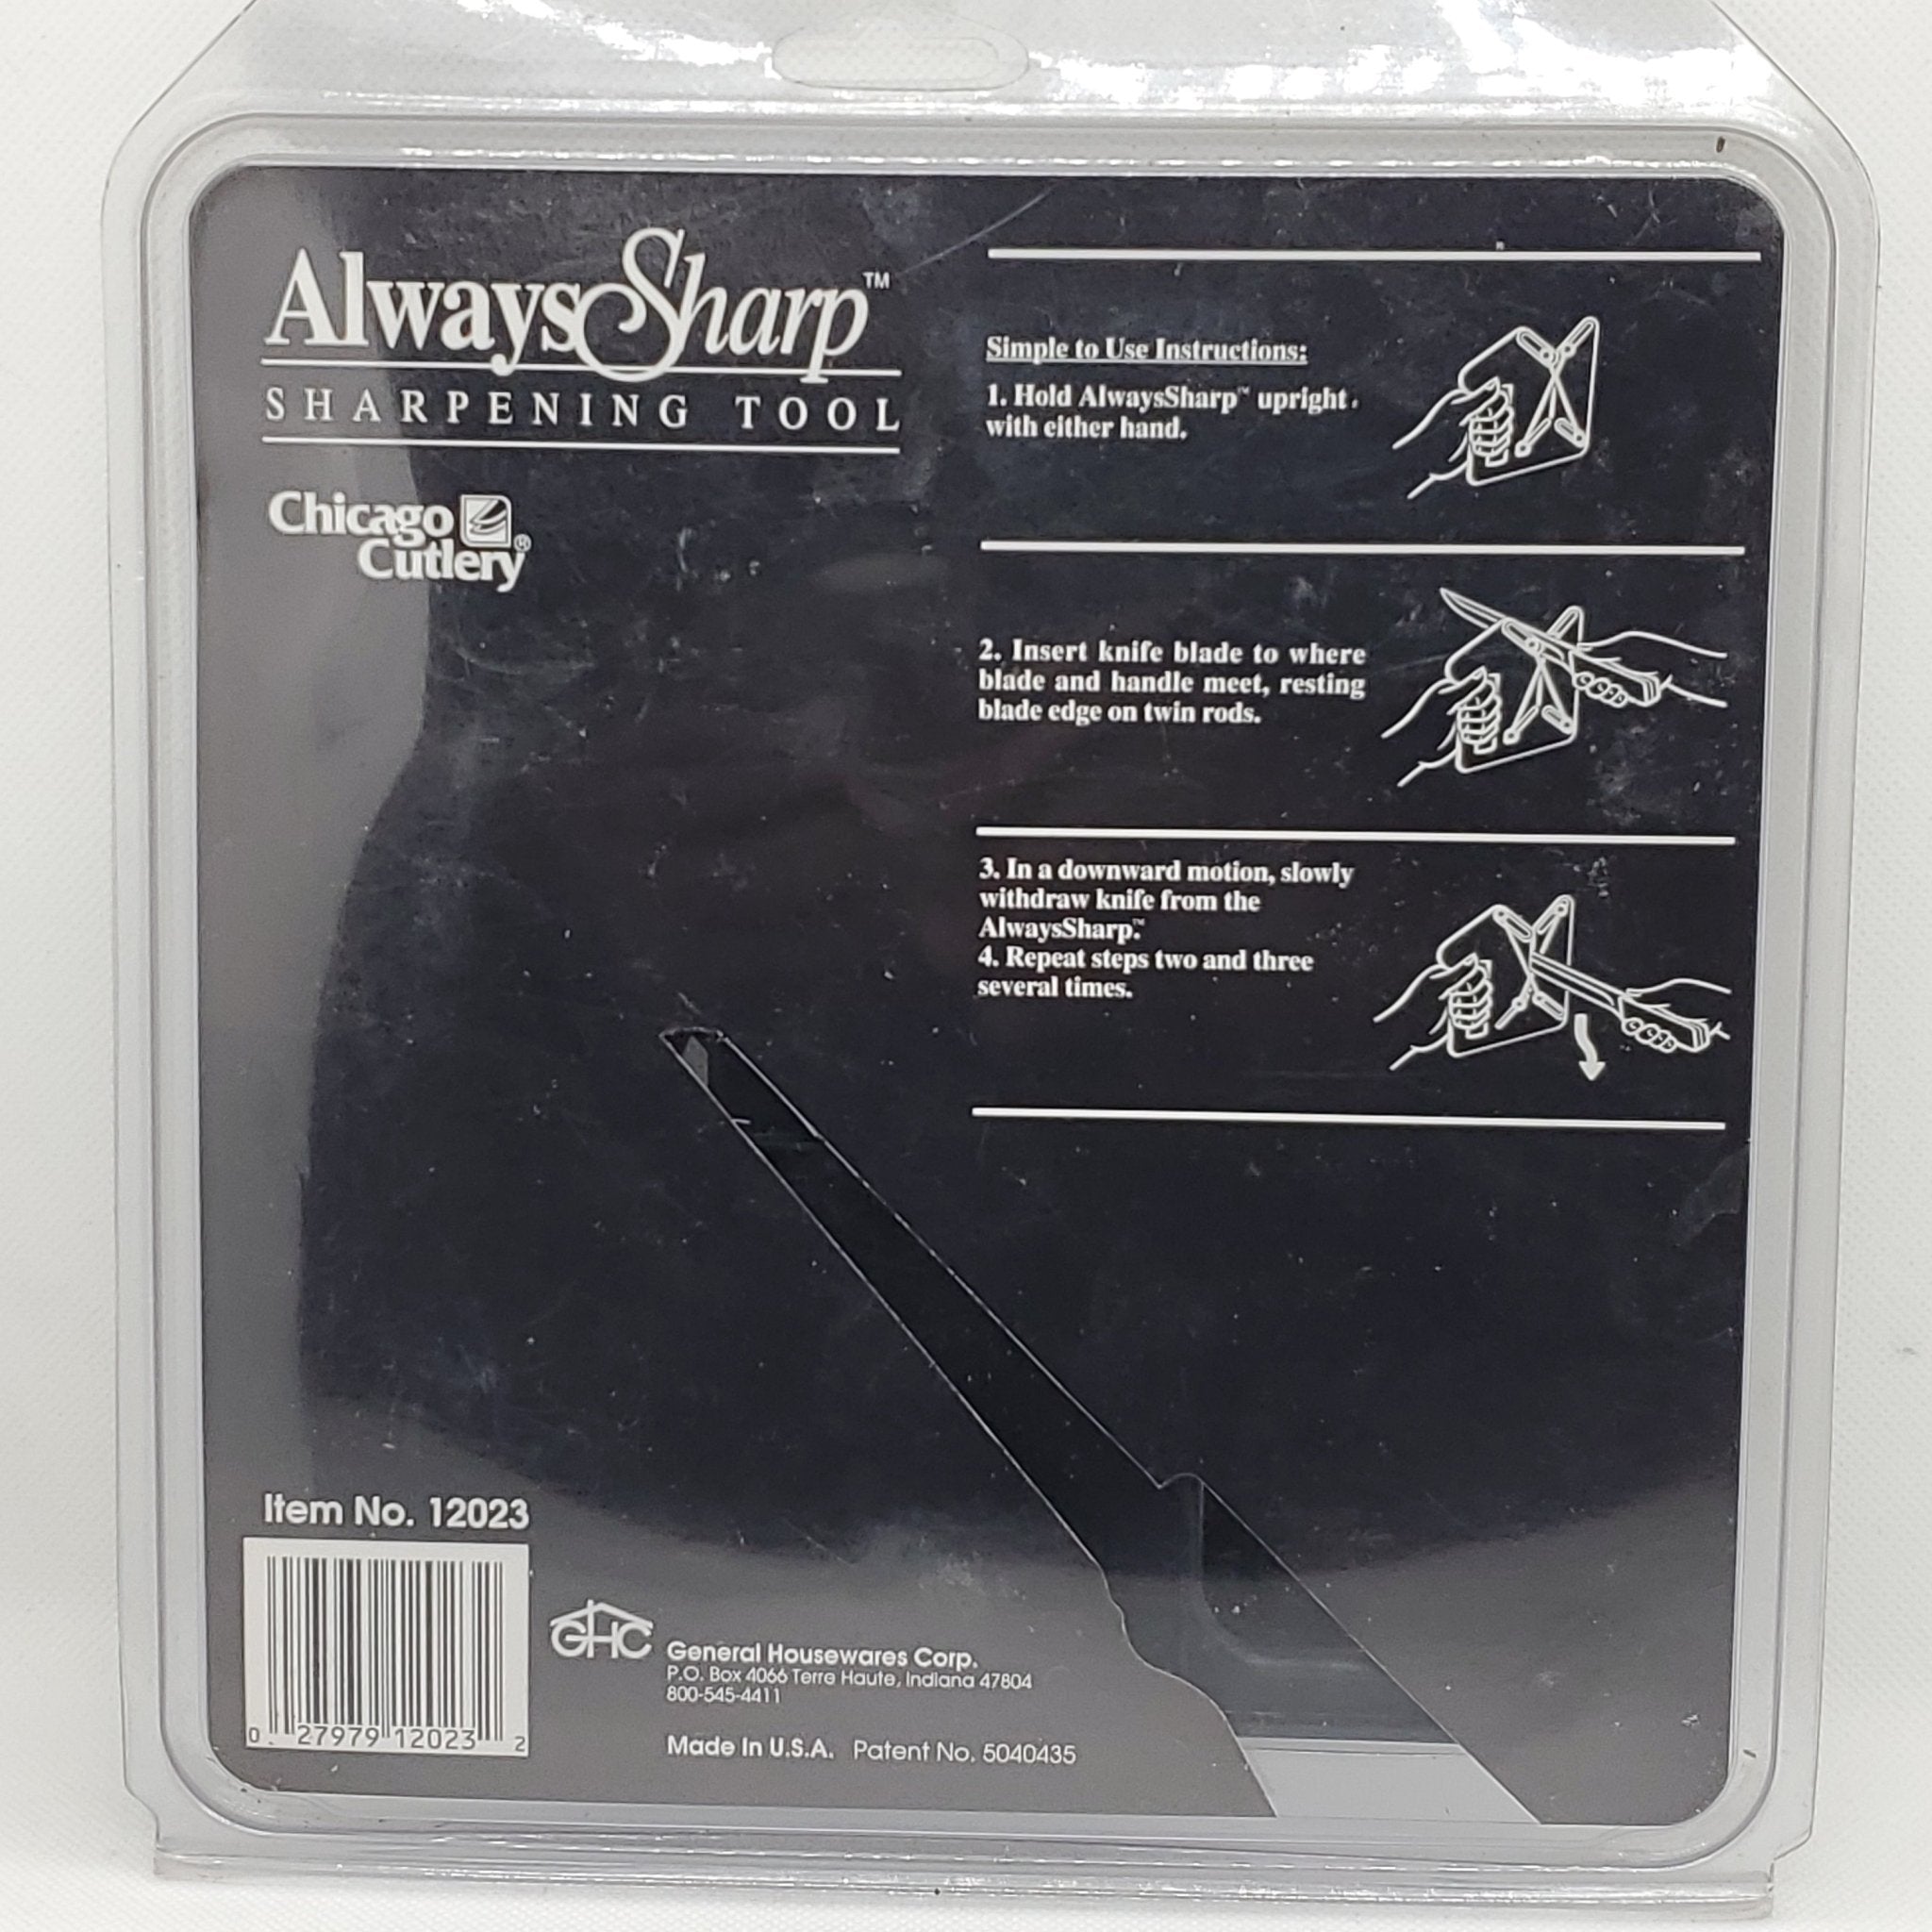 AlwaysSharp™
SHARPENING TOOL
Chicago
Cutlery®
Simple to Use Instructions:
1. Hold AlwaysSharp™ upright
with either hand.
2. Insert knife blade to where
blade and handle meet, resting
blade edge on twin rods.
3. In a downward motion, slowly
withdraw knife from the
AlwaysSharp.™
4. Repeat steps two and three
several times.
Item No. 12023
0 27979 12023 2
GHC
General Housewares Corp.
P.O. Box 4066 Terre Haute, Indiana 47804
800-545-4411
Made In U.S.A. Patent No. 5040435